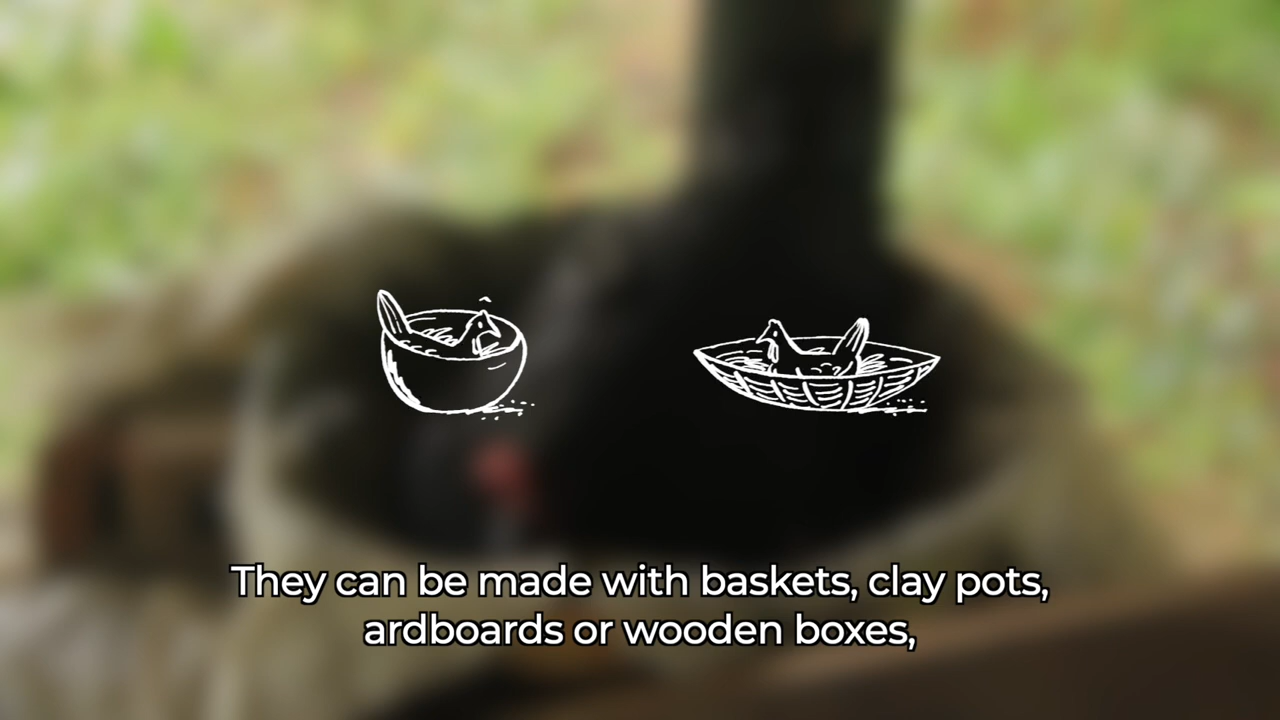 They can be made with baskets, clay pots,
ardboards or wooden boxes,